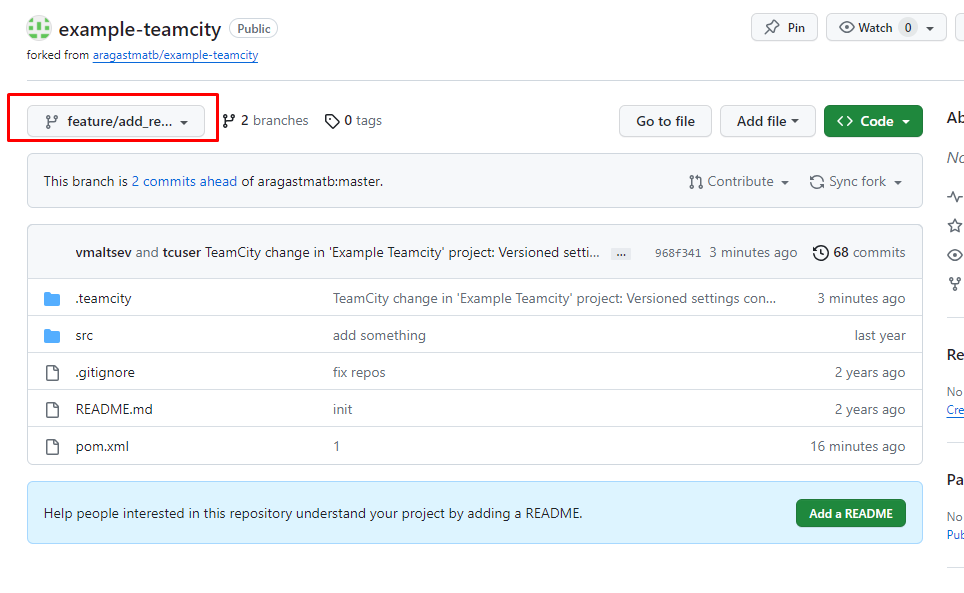 example-teamcity Public Pin Watch 0
forked from aragastmatb/example-teamcity
feature/add_re... 2 branches 0 tags Go to file Add file <> Code Ab
This branch is 2 commits ahead of aragastmatb:master. Contribute Sync fork No
vmaltsev and tcuser TeamCity change in 'Example Teamcity' project: Versioned setti... ... 968f341 3 minutes ago 68 commits
.teamcity TeamCity change in 'Example Teamcity' project: Versioned settings con... 3 minutes ago
src add something last year
Re
.gitignore fix repos 2 years ago
No
README.md init 2 years ago Cre
pom.xml 1 16 minutes ago
Pa
Help people interested in this repository understand your project by adding a README. Add a README
No
Pub